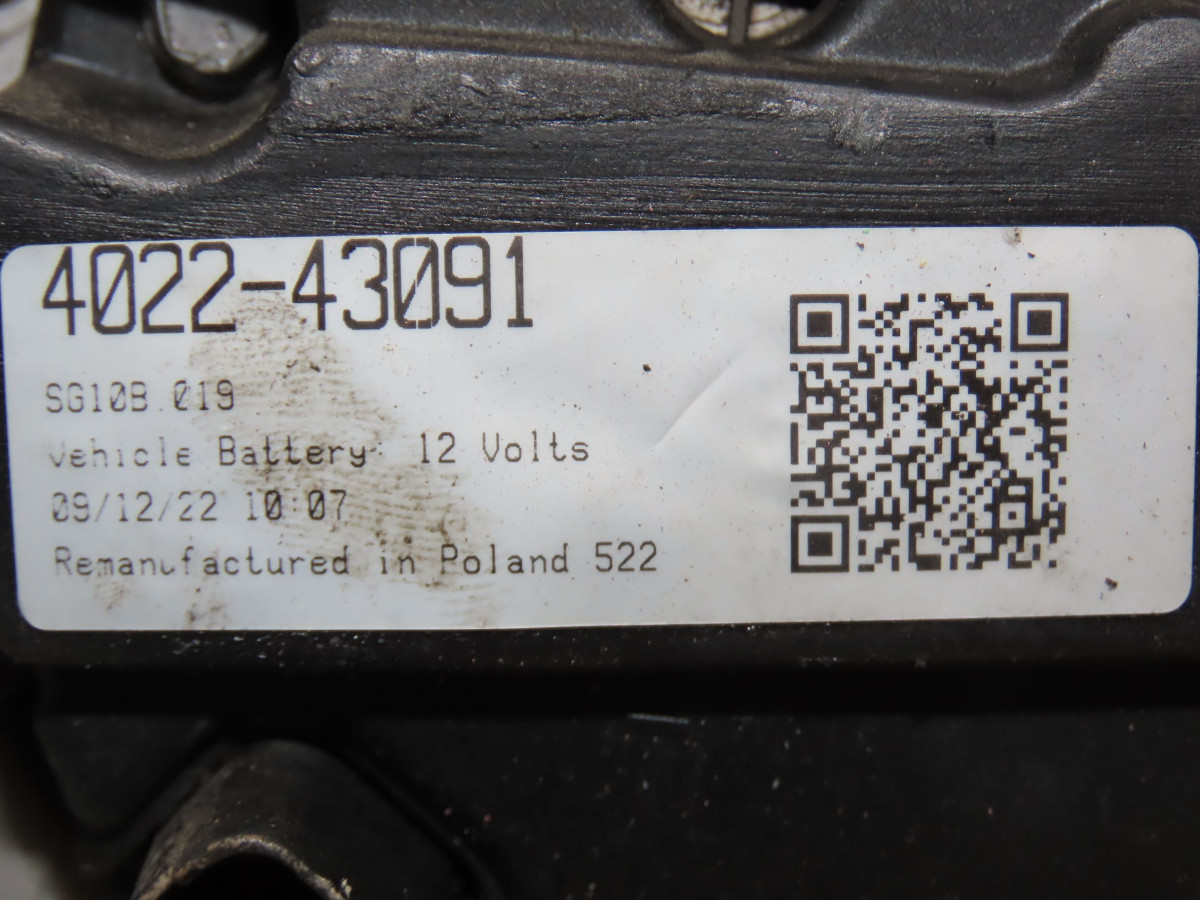 4022-43091
SG10B.019
Vehicle Battery: 12 Volts
09/12/22 10:07
Remanufactured in Poland 522